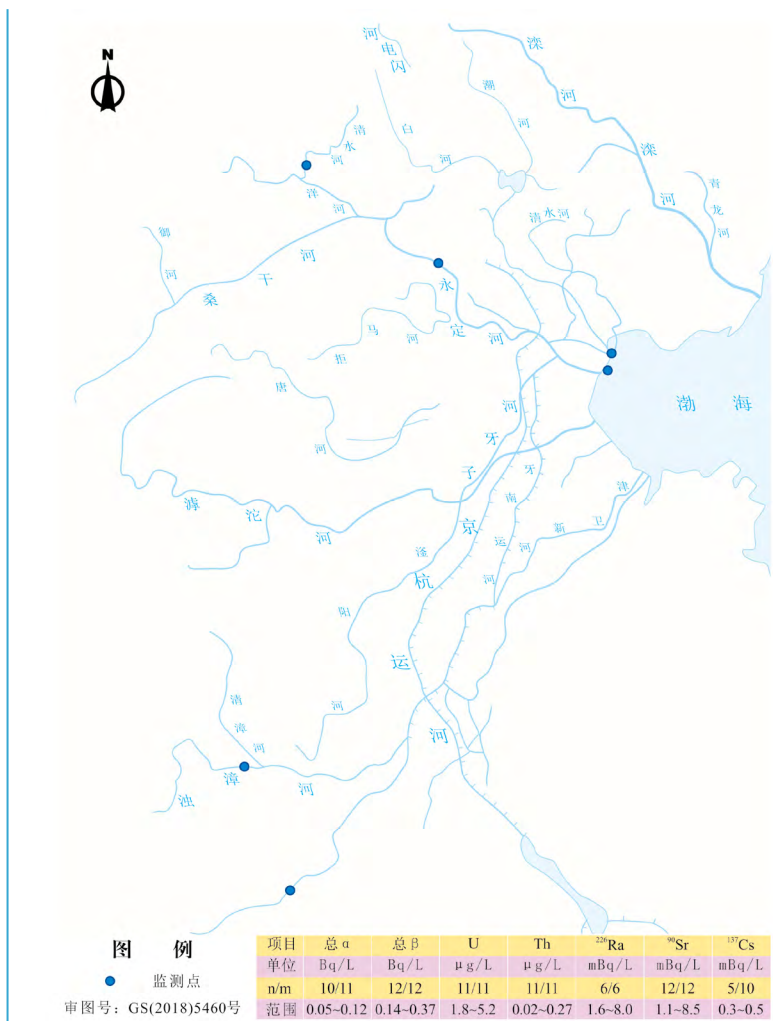 N
河电闪
滦河
潮河
滦河
白河
清水河
青龙河
洋河
清水河
御河
桑干河
永定河
拒马河
唐河
渤海
子牙河
滹沱河
南运河
牙
津
新卫河
京杭运河
滏阳河
清漳河
浊漳河
图 例
监测点
审图号：GS(2018)5460号
项目 总α 总β U Th ²²⁶Ra ⁹⁰Sr ¹³⁷Cs
单位 Bq/L Bq/L μg/L μg/L mBq/L mBq/L mBq/L
n/m 10/11 12/12 11/11 11/11 6/6 12/12 5/10
范围 0.05~0.12 0.14~0.37 1.8~5.2 0.02~0.27 1.6~8.0 1.1~8.5 0.3~0.5